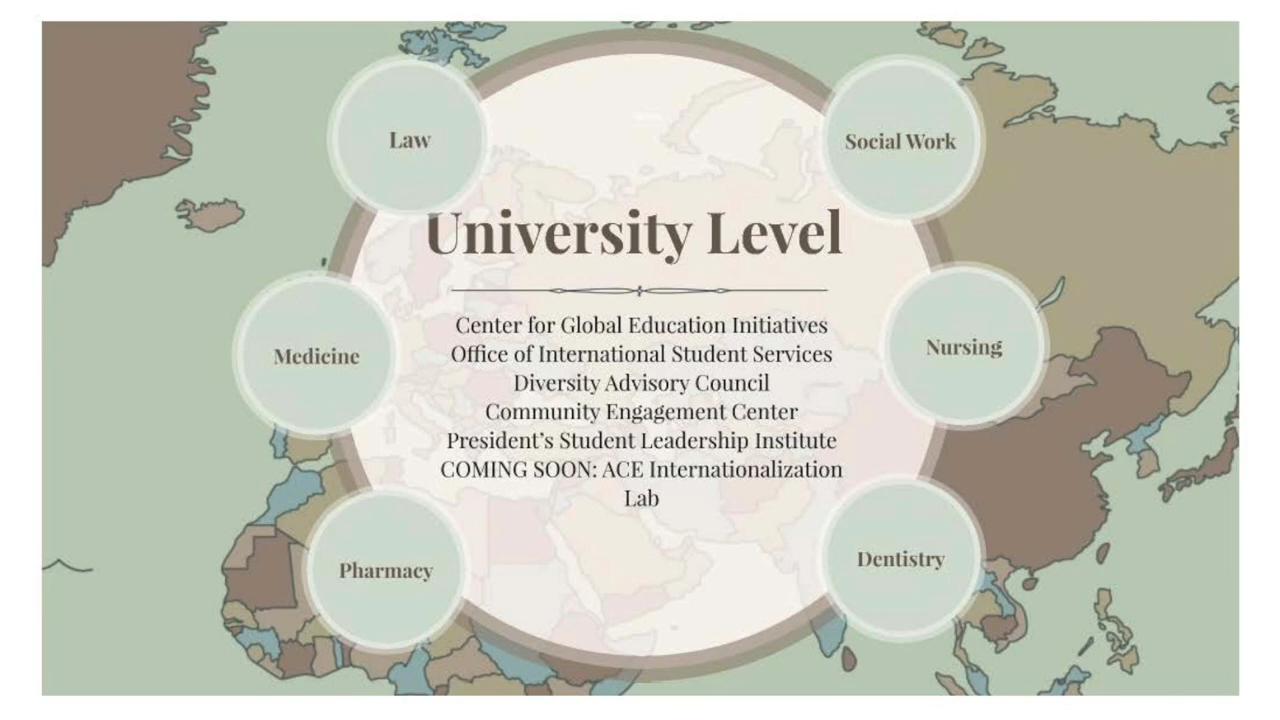 Law
Social Work
University Level
Center for Global Education Initiatives
Office of International Student Services
Diversity Advisory Council
Community Engagement Center
President's Student Leadership Institute
COMING SOON: ACE Internationalization
Lab
Medicine
Nursing
Pharmacy
Dentistry